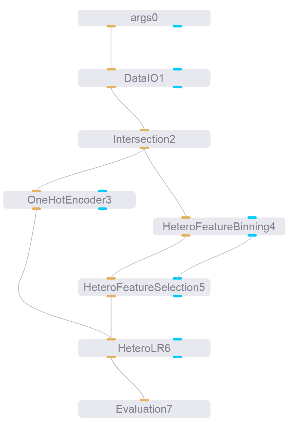 args0
DataIO1
Intersection2
OneHotEncoder3
HeteroFeatureBinning4
HeteroFeatureSelection5
HeteroLR6
Evaluation7